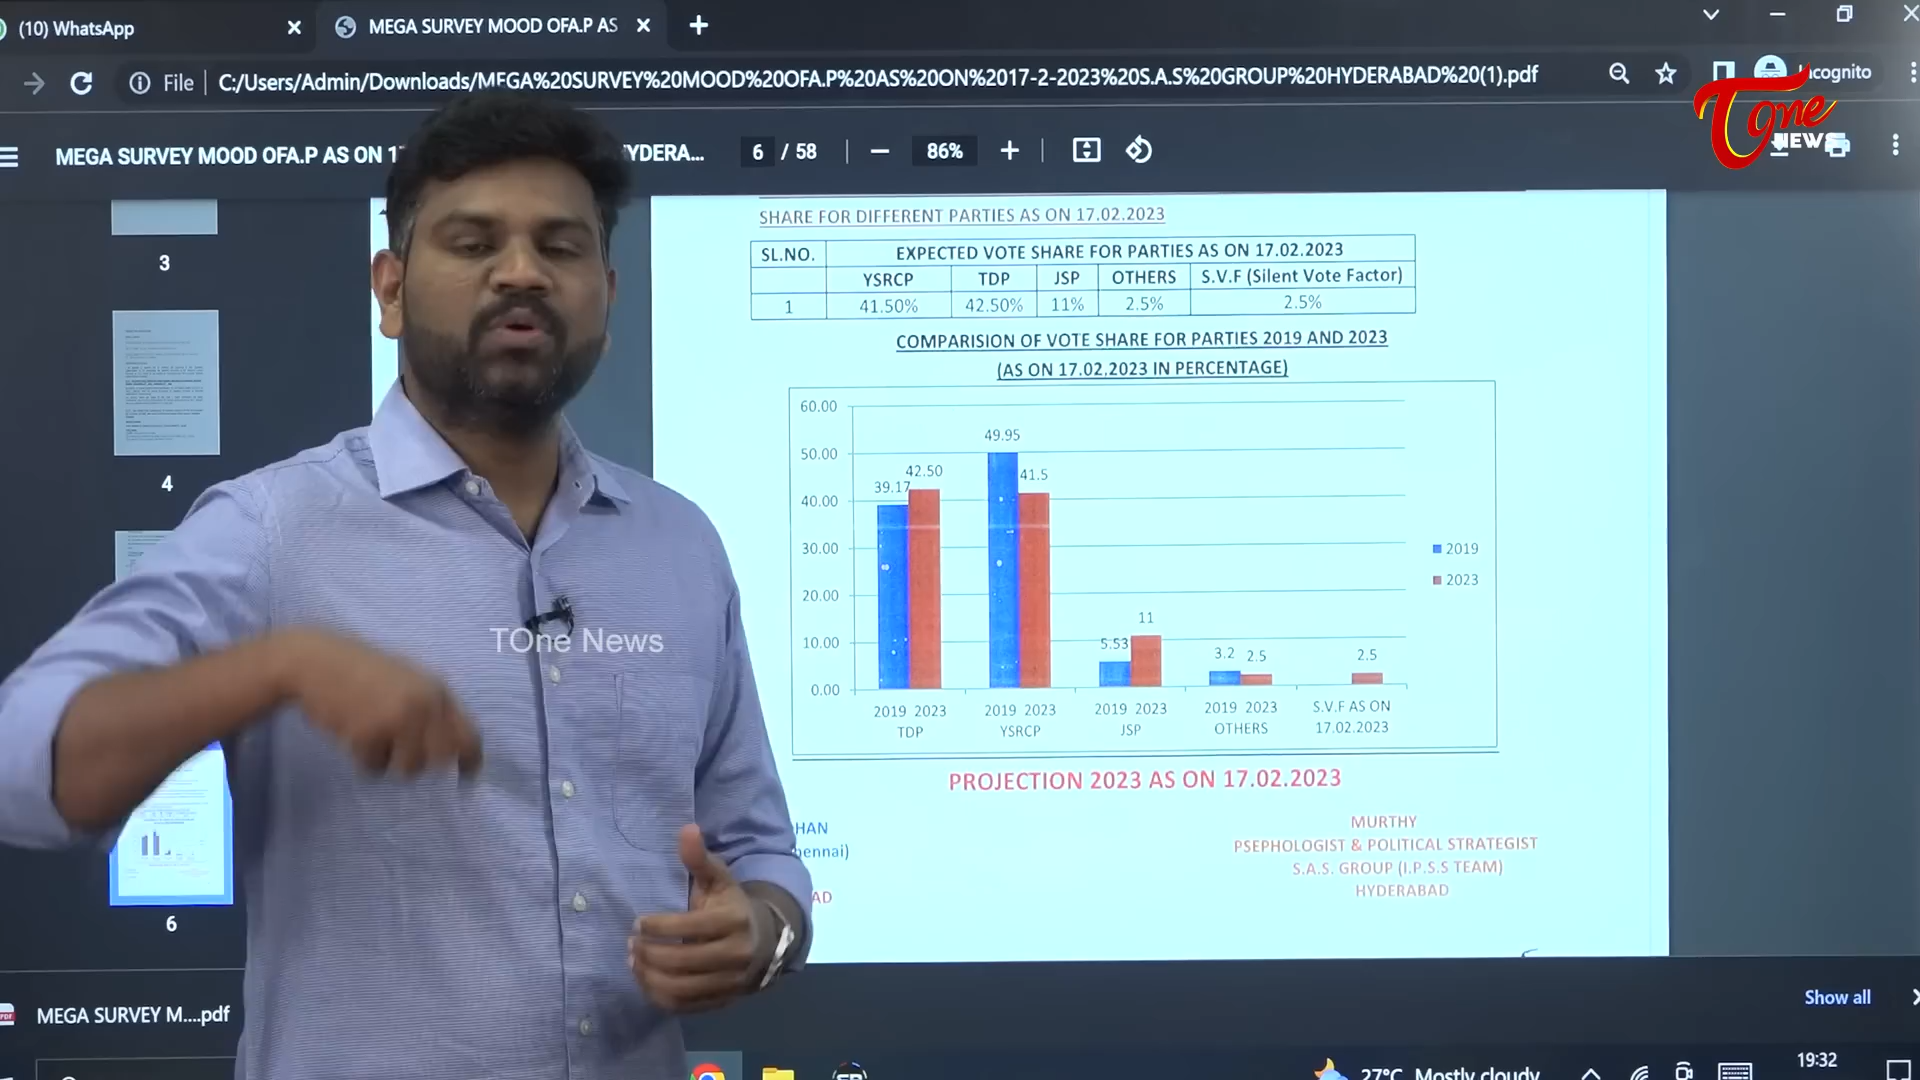 (10) WhatsApp
MEGA SURVEY MOOD OFA.P AS
File
C:/Users/Admin/Downloads/MEGA%20SURVEY%20MOOD%20OFA.P%20AS%20ON%2017-2-2023%20S.A.S%20GROUP%20HYDERABAD%20(1).pdf
Incognito
TOne
NEWS
MEGA SURVEY MOOD OFA.P AS ON 1
YDERA...
6 / 58
86%
3
4
6
SHARE FOR DIFFERENT PARTIES AS ON 17.02.2023
SL.NO. EXPECTED VOTE SHARE FOR PARTIES AS ON 17.02.2023
YSRCP TDP JSP OTHERS S.V.F (Silent Vote Factor)
1 41.50% 42.50% 11% 2.5% 2.5%
COMPARISION OF VOTE SHARE FOR PARTIES 2019 AND 2023
(AS ON 17.02.2023 IN PERCENTAGE)
60.00
50.00
40.00
30.00
20.00
10.00
0.00
39.17
42.50
49.95
41.5
5.53
11
3.2
2.5
2.5
2019
2023
2019 2023 2019 2023 2019 2023 2019 2023 S.V.F AS ON
TDP YSRCP JSP OTHERS 17.02.2023
PROJECTION 2023 AS ON 17.02.2023
HAN
ennai)
AD
MURTHY
PSEPHOLOGIST & POLITICAL STRATEGIST
S.A.S. GROUP (I.P.S.S TEAM)
HYDERABAD
TOne News
MEGA SURVEY M....pdf
Show all
27°C Mostly cloudy
19:32